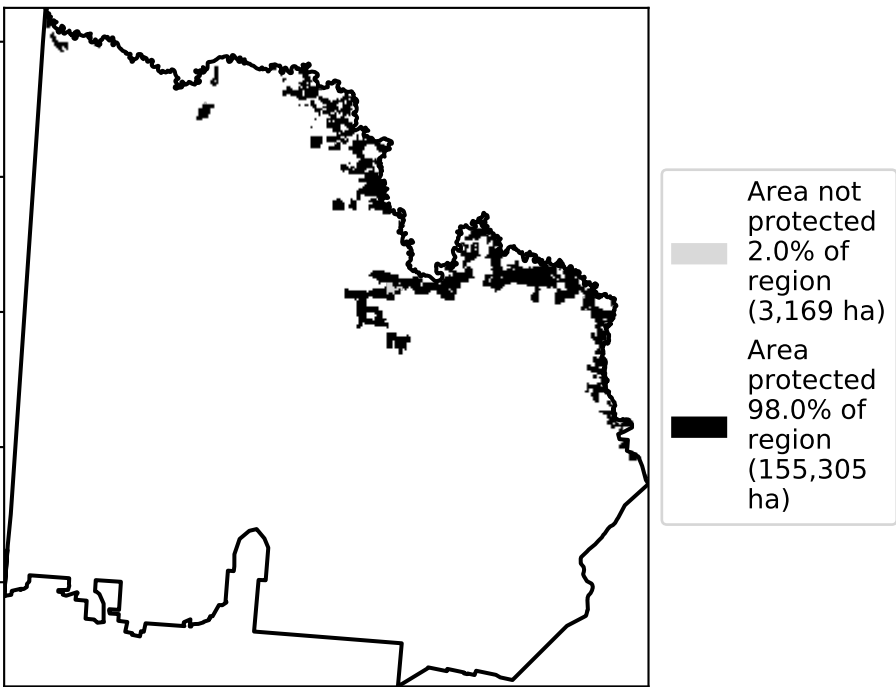 Area not
protected
2.0% of
region
(3,169 ha)
Area
protected
98.0% of
region
(155,305
ha)